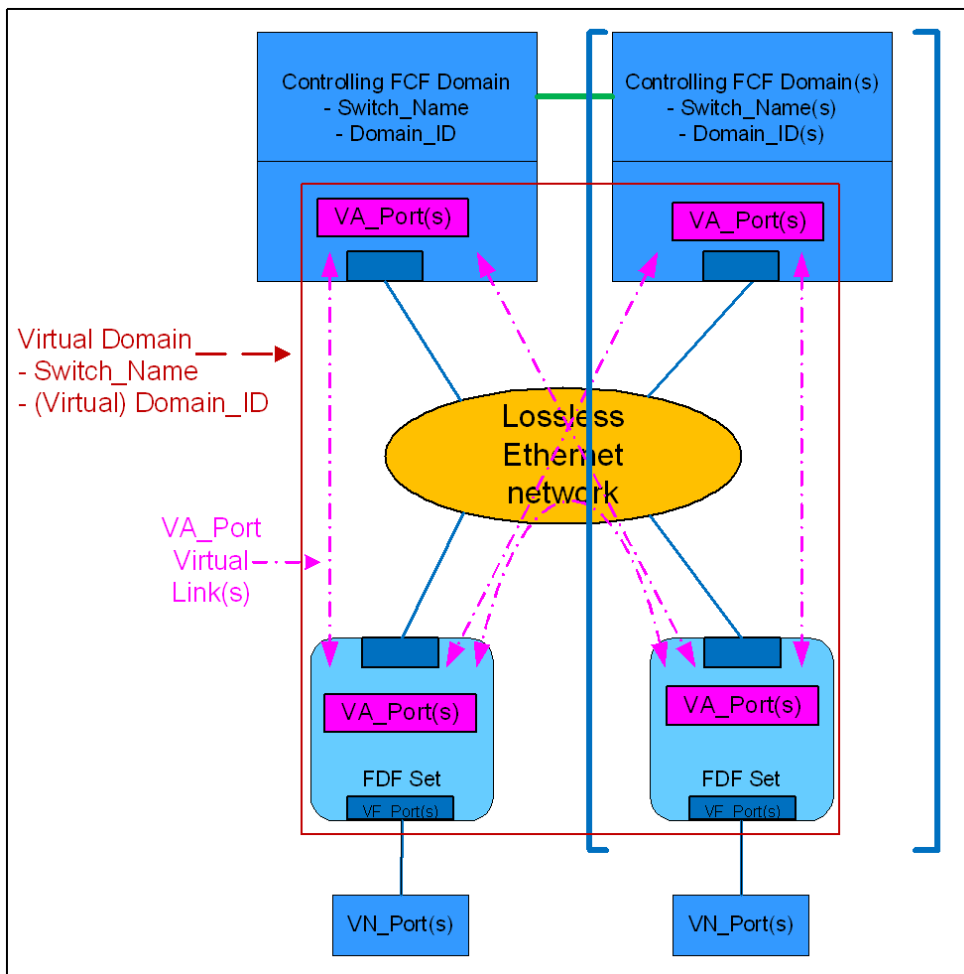 Controlling FCF Domain
- Switch_Name
- Domain_ID
Controlling FCF Domain(s)
- Switch_Name(s)
- Domain_ID(s)
VA_Port(s)
VA_Port(s)
Virtual Domain
- Switch_Name
- (Virtual) Domain_ID
Lossless
Ethernet
network
VA_Port
Virtual
Link(s)
VA_Port(s)
VA_Port(s)
FDF Set
FDF Set
VF_Port(s)
VF_Port(s)
VN_Port(s)
VN_Port(s)